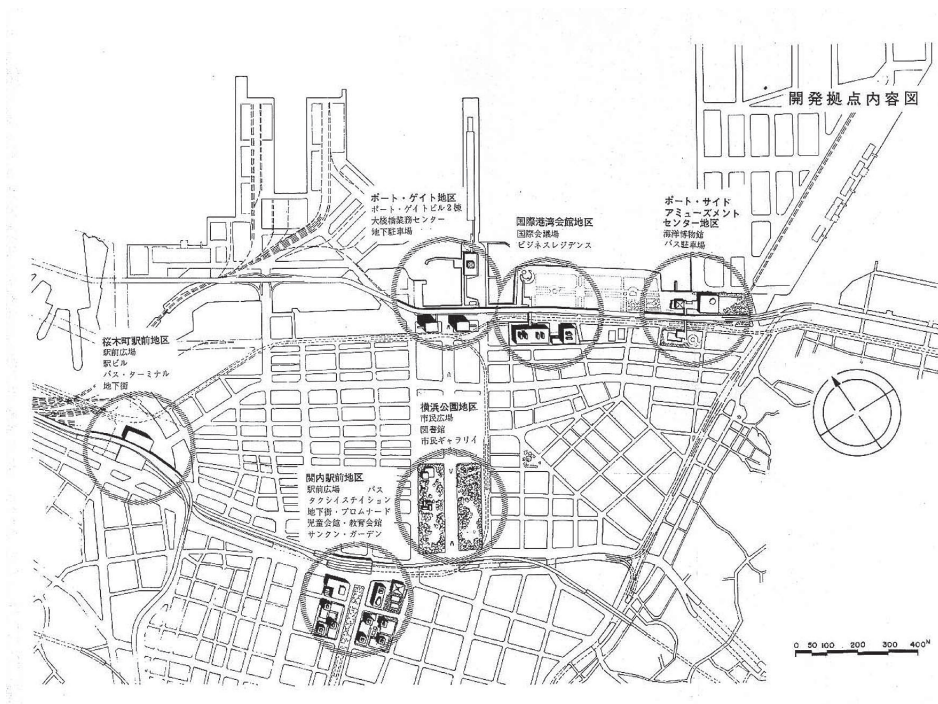 開発拠点内容図
ポート・ゲイト地区
ポート・ゲイトビル2棟
大桟橋業務センター
地下駐車場
国際港湾会館地区
国際会議場
ビジネスレジデンス
ポート・サイド
アミューズメント
センター地区
海洋博物館
バス駐車場
桜木町駅前地区
駅前広場
駅ビル
バス・ターミナル
地下街
横浜公園地区
市民広場
図書館
市民ギャラリイ
関内駅前地区
駅前広場 バス
タクシイステイション
地下街・プロムナード
児童会館・教育会館
サンクン・ガーデン
0 50 100 200 300 400M